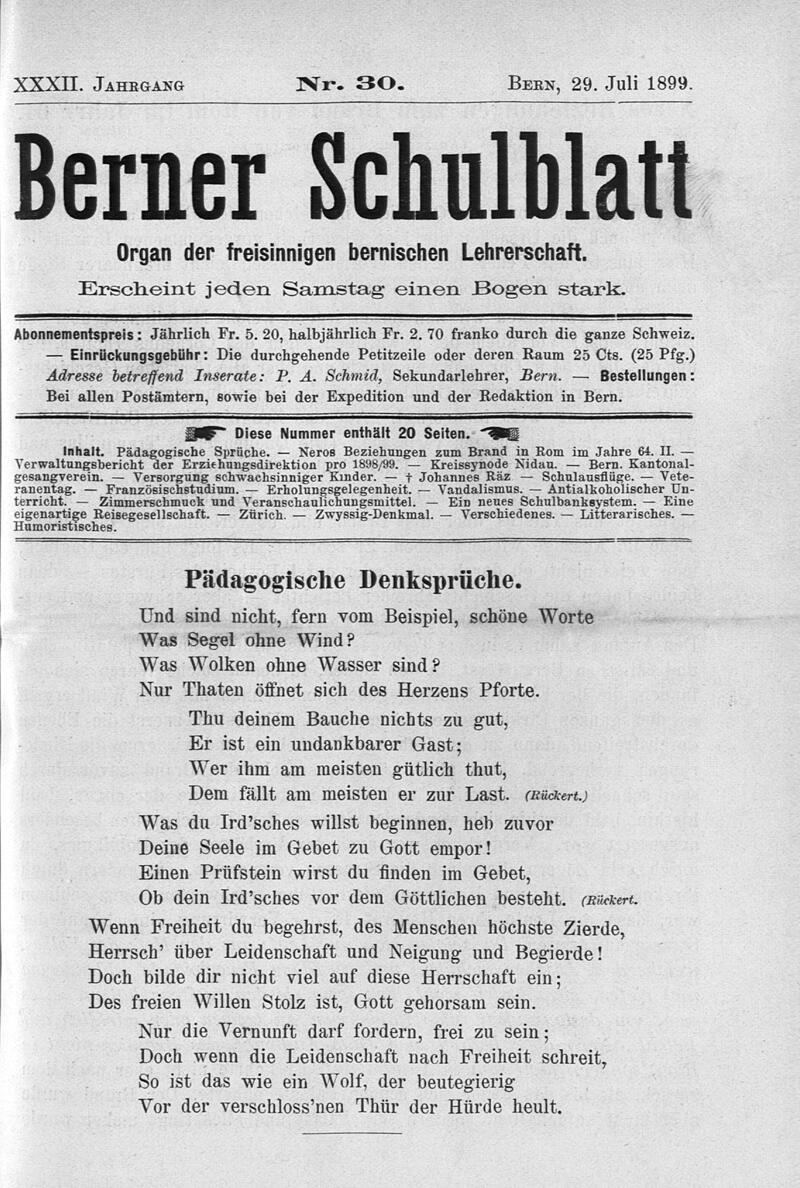 XXXII. Jahrgang Nr. 30. Bern, 29. Juli 1899.
Berner Schulblatt
Organ der freisinnigen bernischen Lehrerschaft.
Erscheint jeden Samstag einen Bogen stark.
Abonnementspreis: Jährlich Fr. 5. 20, halbjährlich Fr. 2. 70 franko durch die ganze Schweiz.
— Einrückungsgebühr: Die durchgehende Petitzeile oder deren Raum 25 Cts. (25 Pfg.)
Adresse betreffend Inserate: P. A. Schmid, Sekundarlehrer, Bern. — Bestellungen:
Bei allen Postämtern, sowie bei der Expedition und der Redaktion in Bern.
Diese Nummer enthält 20 Seiten.
Inhalt. Pädagogische Sprüche. — Neros Beziehungen zum Brand in Rom im Jahre 64. II. —
Verwaltungsbericht der Erziehungsdirektion pro 1898/99. — Kreissynode Nidau. — Bern. Kantonal-
gesangverein. — Versorgung schwachsinniger Kinder. — † Johannes Räz — Schulausflüge. — Vete-
ranentag. — Französischstudium. — Erholungsgelegenheit. — Vandalismus. — Antialkoholischer Un-
terricht. — Zimmerschmuck und Veranschaulichungsmittel. — Ein neues Schulbanksystem. — Eine
eigenartige Reisegesellschaft. — Zürich. — Zwyssig-Denkmal. — Verschiedenes. — Litterarisches. —
Humoristisches.
Pädagogische Denksprüche.
Und sind nicht, fern vom Beispiel, schöne Worte
Was Segel ohne Wind?
Was Wolken ohne Wasser sind?
Nur Thaten öffnet sich des Herzens Pforte.
Thu deinem Bauche nichts zu gut,
Er ist ein undankbarer Gast;
Wer ihm am meisten gütlich thut,
Dem fällt am meisten er zur Last. (Rückert.)
Was du Ird'sches willst beginnen, heb zuvor
Deine Seele im Gebet zu Gott empor!
Einen Prüfstein wirst du finden im Gebet,
Ob dein Ird'sches vor dem Göttlichen besteht. (Rückert.
Wenn Freiheit du begehrst, des Menschen höchste Zierde,
Herrsch' über Leidenschaft und Neigung und Begierde!
Doch bilde dir nicht viel auf diese Herrschaft ein;
Des freien Willen Stolz ist, Gott gehorsam sein.
Nur die Vernunft darf fordern, frei zu sein;
Doch wenn die Leidenschaft nach Freiheit schreit,
So ist das wie ein Wolf, der beutegierig
Vor der verschloss'nen Thür der Hürde heult.